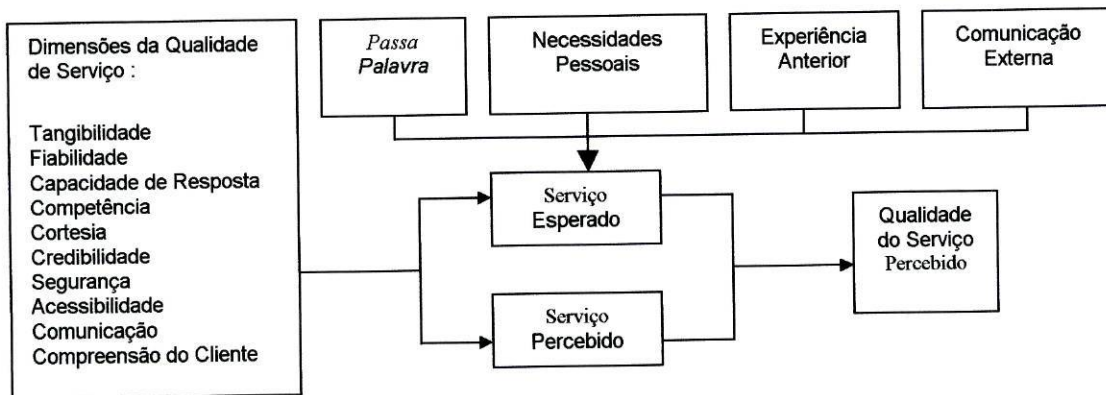 Dimensões da Qualidade
de Serviço :
Tangibilidade
Fiabilidade
Capacidade de Resposta
Competência
Cortesia
Credibilidade
Segurança
Acessibilidade
Comunicação
Compreensão do Cliente
Passa
Palavra
Necessidades
Pessoais
Experiência
Anterior
Comunicação
Externa
Serviço
Esperado
Serviço
Percebido
Qualidade
do Serviço
Percebido